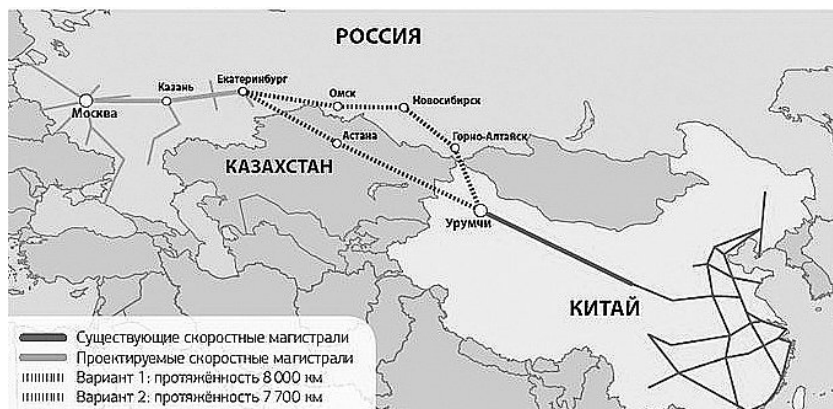 РОССИЯ
Екатеринбург
Казань
Омск
Новосибирск
Москва
Астана
Горно-Алтайск
КАЗАХСТАН
Урумчи
КИТАЙ
Существующие скоростные магистрали
Проектируемые скоростные магистрали
Вариант 1: протяжённость 8 000 км
Вариант 2: протяжённость 7 700 км